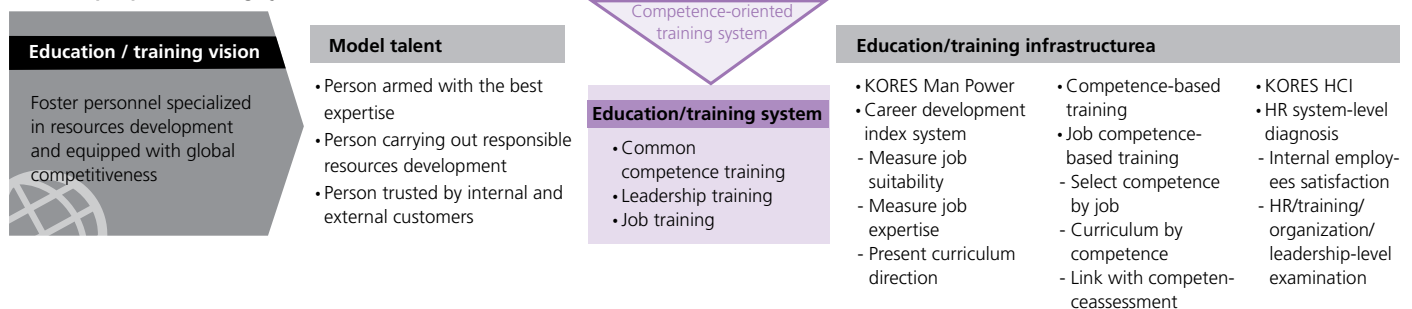 Education / training vision
Foster personnel specialized
in resources development
and equipped with global
competitiveness
Model talent
• Person armed with the best
expertise
• Person carrying out responsible
resources development
• Person trusted by internal and
external customers
Competence-oriented
training system
Education/training system
• Common
competence training
• Leadership training
• Job training
Education/training infrastructurea
• KORES Man Power
• Career development
index system
- Measure job
suitability
- Measure job
expertise
- Present curriculum
direction
• Competence-based
training
• Job competence-
based training
- Select competence
by job
- Curriculum by
competence
- Link with competen-
ceassessment
• KORES HCI
• HR system-level
diagnosis
- Internal employ-
ees satisfaction
- HR/training/
organization/
leadership-level
examination